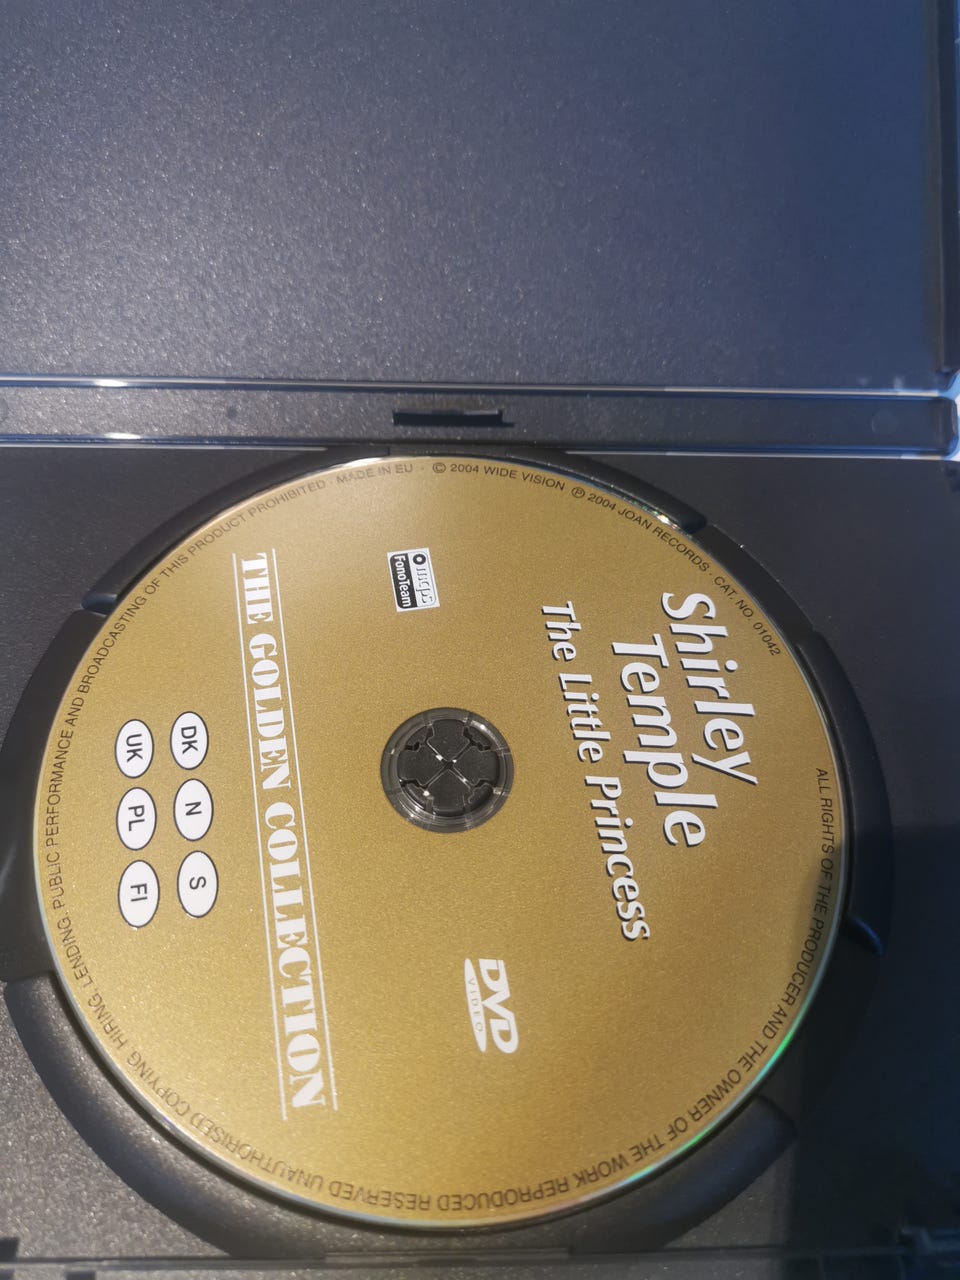 Shirley
Temple
The Little Princess
mcps
FonoTeam
DVD
VIDEO
THE GOLDEN COLLECTION
DK N S
UK PL FI
ALL RIGHTS OF THE PRODUCER AND THE OWNER OF THE WORK REPRODUCED RESERVED UNAUTHORISED COPYING, HIRING, LENDING, PUBLIC PERFORMANCE AND BROADCASTING OF THIS PRODUCT PROHIBITED · MADE IN EU · © 2004 WIDE VISION ℗ 2004 JOAN RECORDS · CAT. NO. 01042